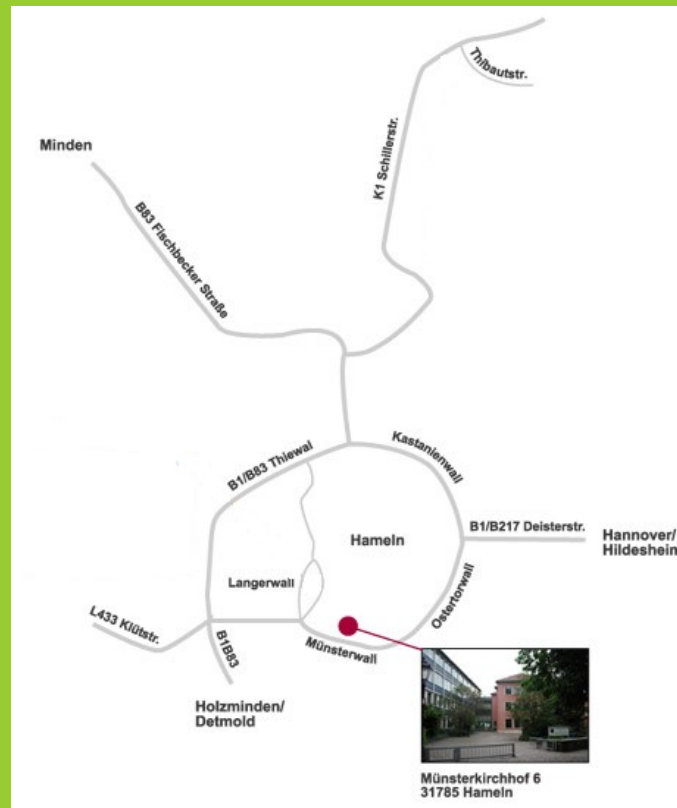 Thibautstr.
K1 Schillerstr.
Minden
B83 Fischbecker Straße
Kastanienwall
B1/B83 Thiewal
B1/B217 Deisterstr.
Hannover/
Hildesheim
Hameln
Langerwall
Ostertorwall
L433 Klütstr.
B1B83
Münsterwall
Holzminden/
Detmold
Münsterkirchhof 6
31785 Hameln